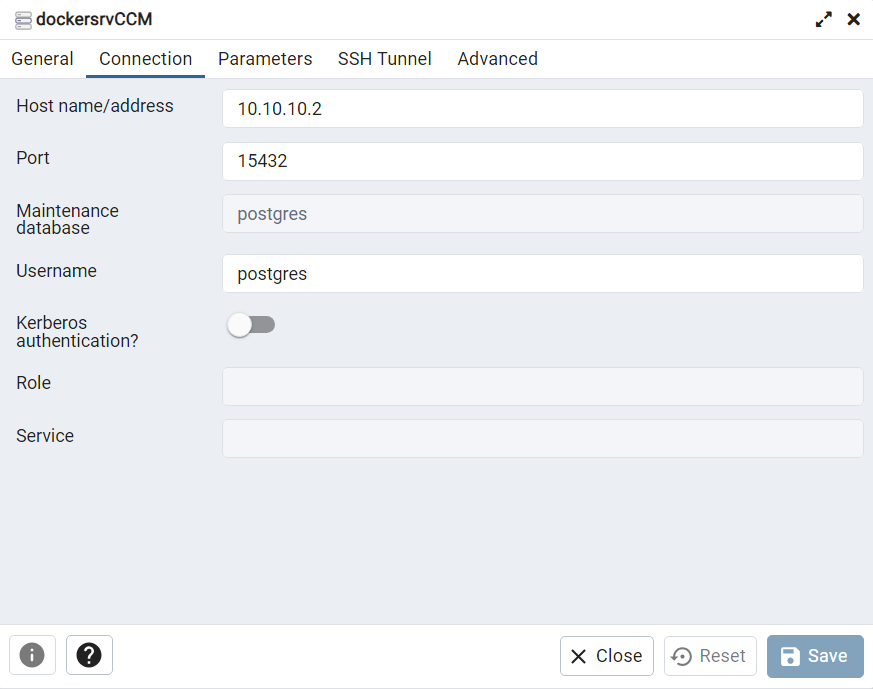 dockersrvCCM
General Connection Parameters SSH Tunnel Advanced
Host name/address 10.10.10.2
Port 15432
Maintenance
database
postgres
Username postgres
Kerberos
authentication?
Role
Service
Close Reset Save